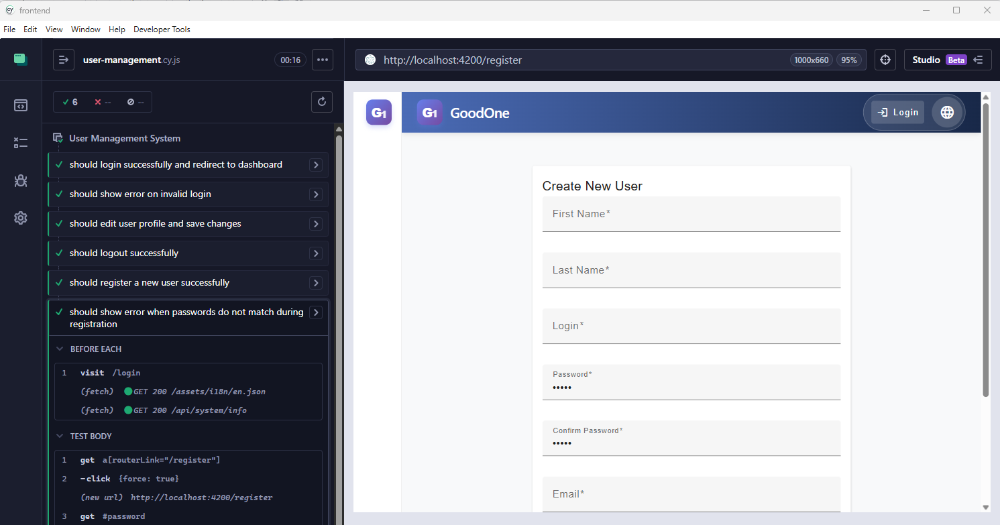 frontend
File Edit View Window Help Developer Tools
user-management.cy.js
00:16
6 -- --
User Management System
should login successfully and redirect to dashboard
should show error on invalid login
should edit user profile and save changes
should logout successfully
should register a new user successfully
should show error when passwords do not match during
registration
BEFORE EACH
1 visit /login
(fetch) GET 200 /assets/i18n/en.json
(fetch) GET 200 /api/system/info
TEST BODY
1 get a[routerLink="/register"]
2 -click {force: true}
(new url) http://localhost:4200/register
3 get #password
http://localhost:4200/register
1000x660 95%
Studio Beta
G1
G1 GoodOne
Login
Create New User
First Name*
Last Name*
Login*
Password*
•••••
Confirm Password*
•••••
Email*